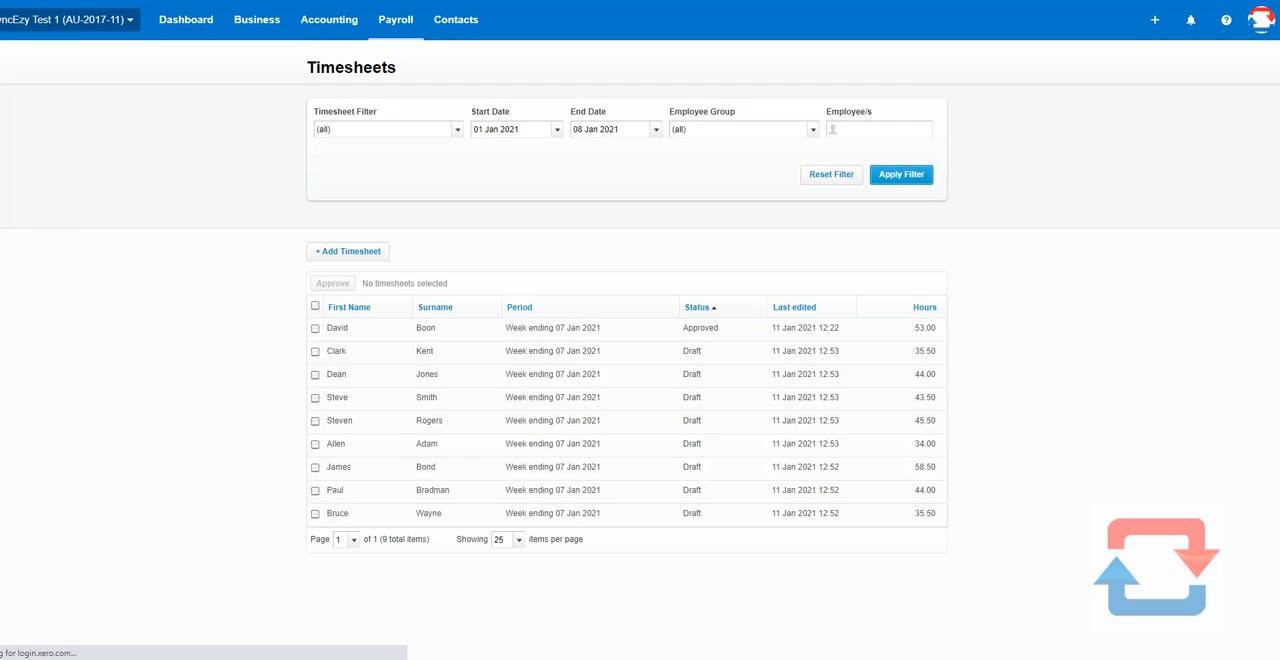 ncEzy Test 1 (AU-2017-11) Dashboard Business Accounting Payroll Contacts
Timesheets
Timesheet Filter Start Date End Date Employee Group Employee/s
(all) 01 Jan 2021 08 Jan 2021 (all)
Reset Filter Apply Filter
+ Add Timesheet
Approve No timesheets selected
First Name Surname Period Status Last edited Hours
David Boon Week ending 07 Jan 2021 Approved 11 Jan 2021 12:22 53.00
Clark Kent Week ending 07 Jan 2021 Draft 11 Jan 2021 12:53 35.50
Dean Jones Week ending 07 Jan 2021 Draft 11 Jan 2021 12:53 44.00
Steve Smith Week ending 07 Jan 2021 Draft 11 Jan 2021 12:53 43.50
Steven Rogers Week ending 07 Jan 2021 Draft 11 Jan 2021 12:53 45.50
Allen Adam Week ending 07 Jan 2021 Draft 11 Jan 2021 12:53 34.00
James Bond Week ending 07 Jan 2021 Draft 11 Jan 2021 12:52 58.50
Paul Bradman Week ending 07 Jan 2021 Draft 11 Jan 2021 12:52 44.00
Bruce Wayne Week ending 07 Jan 2021 Draft 11 Jan 2021 12:52 35.50
Page 1 of 1 (9 total items) Showing 25 items per page
g for login.xero.com...